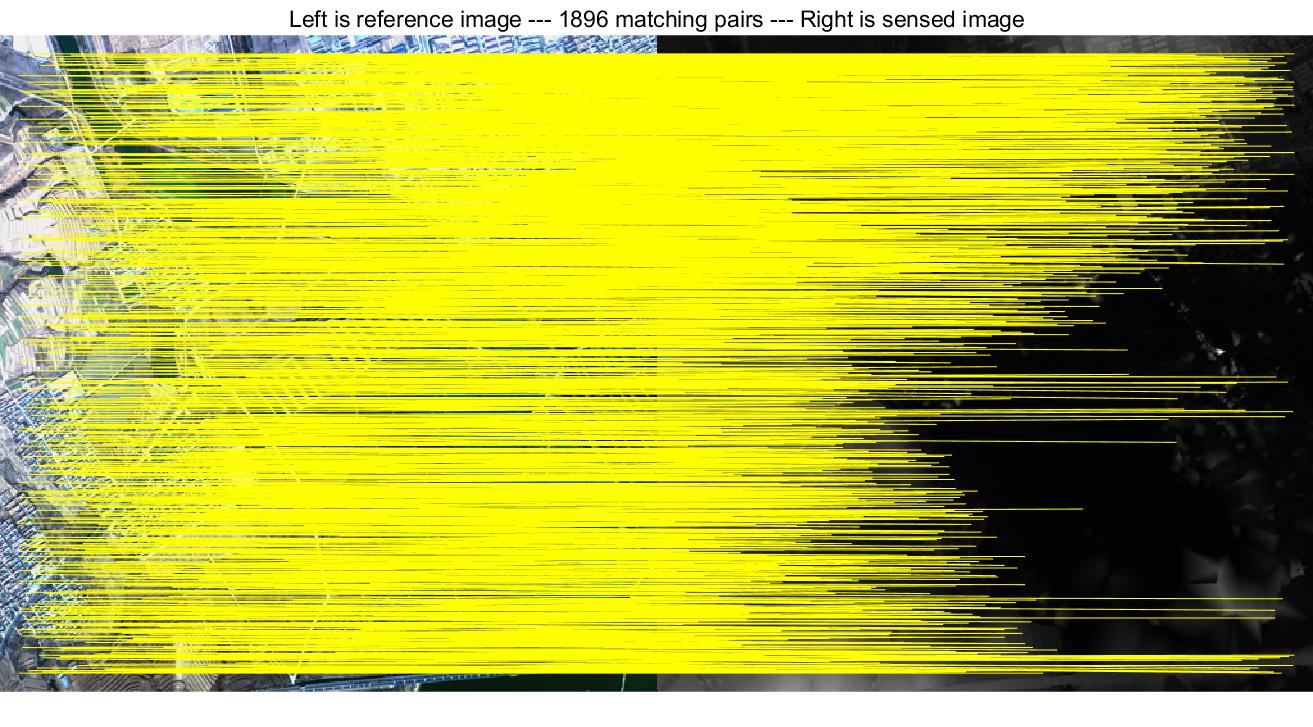 Left is reference image --- 1896 matching pairs --- Right is sensed image